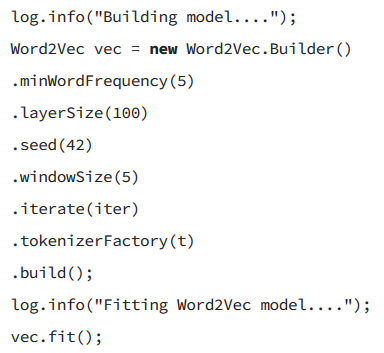 log.info("Building model....");
Word2Vec vec = new Word2Vec.Builder()
.minWordFrequency(5)
.layerSize(100)
.seed(42)
.windowSize(5)
.iterate(iter)
.tokenizerFactory(t)
.build();
log.info("Fitting Word2Vec model....");
vec.fit();